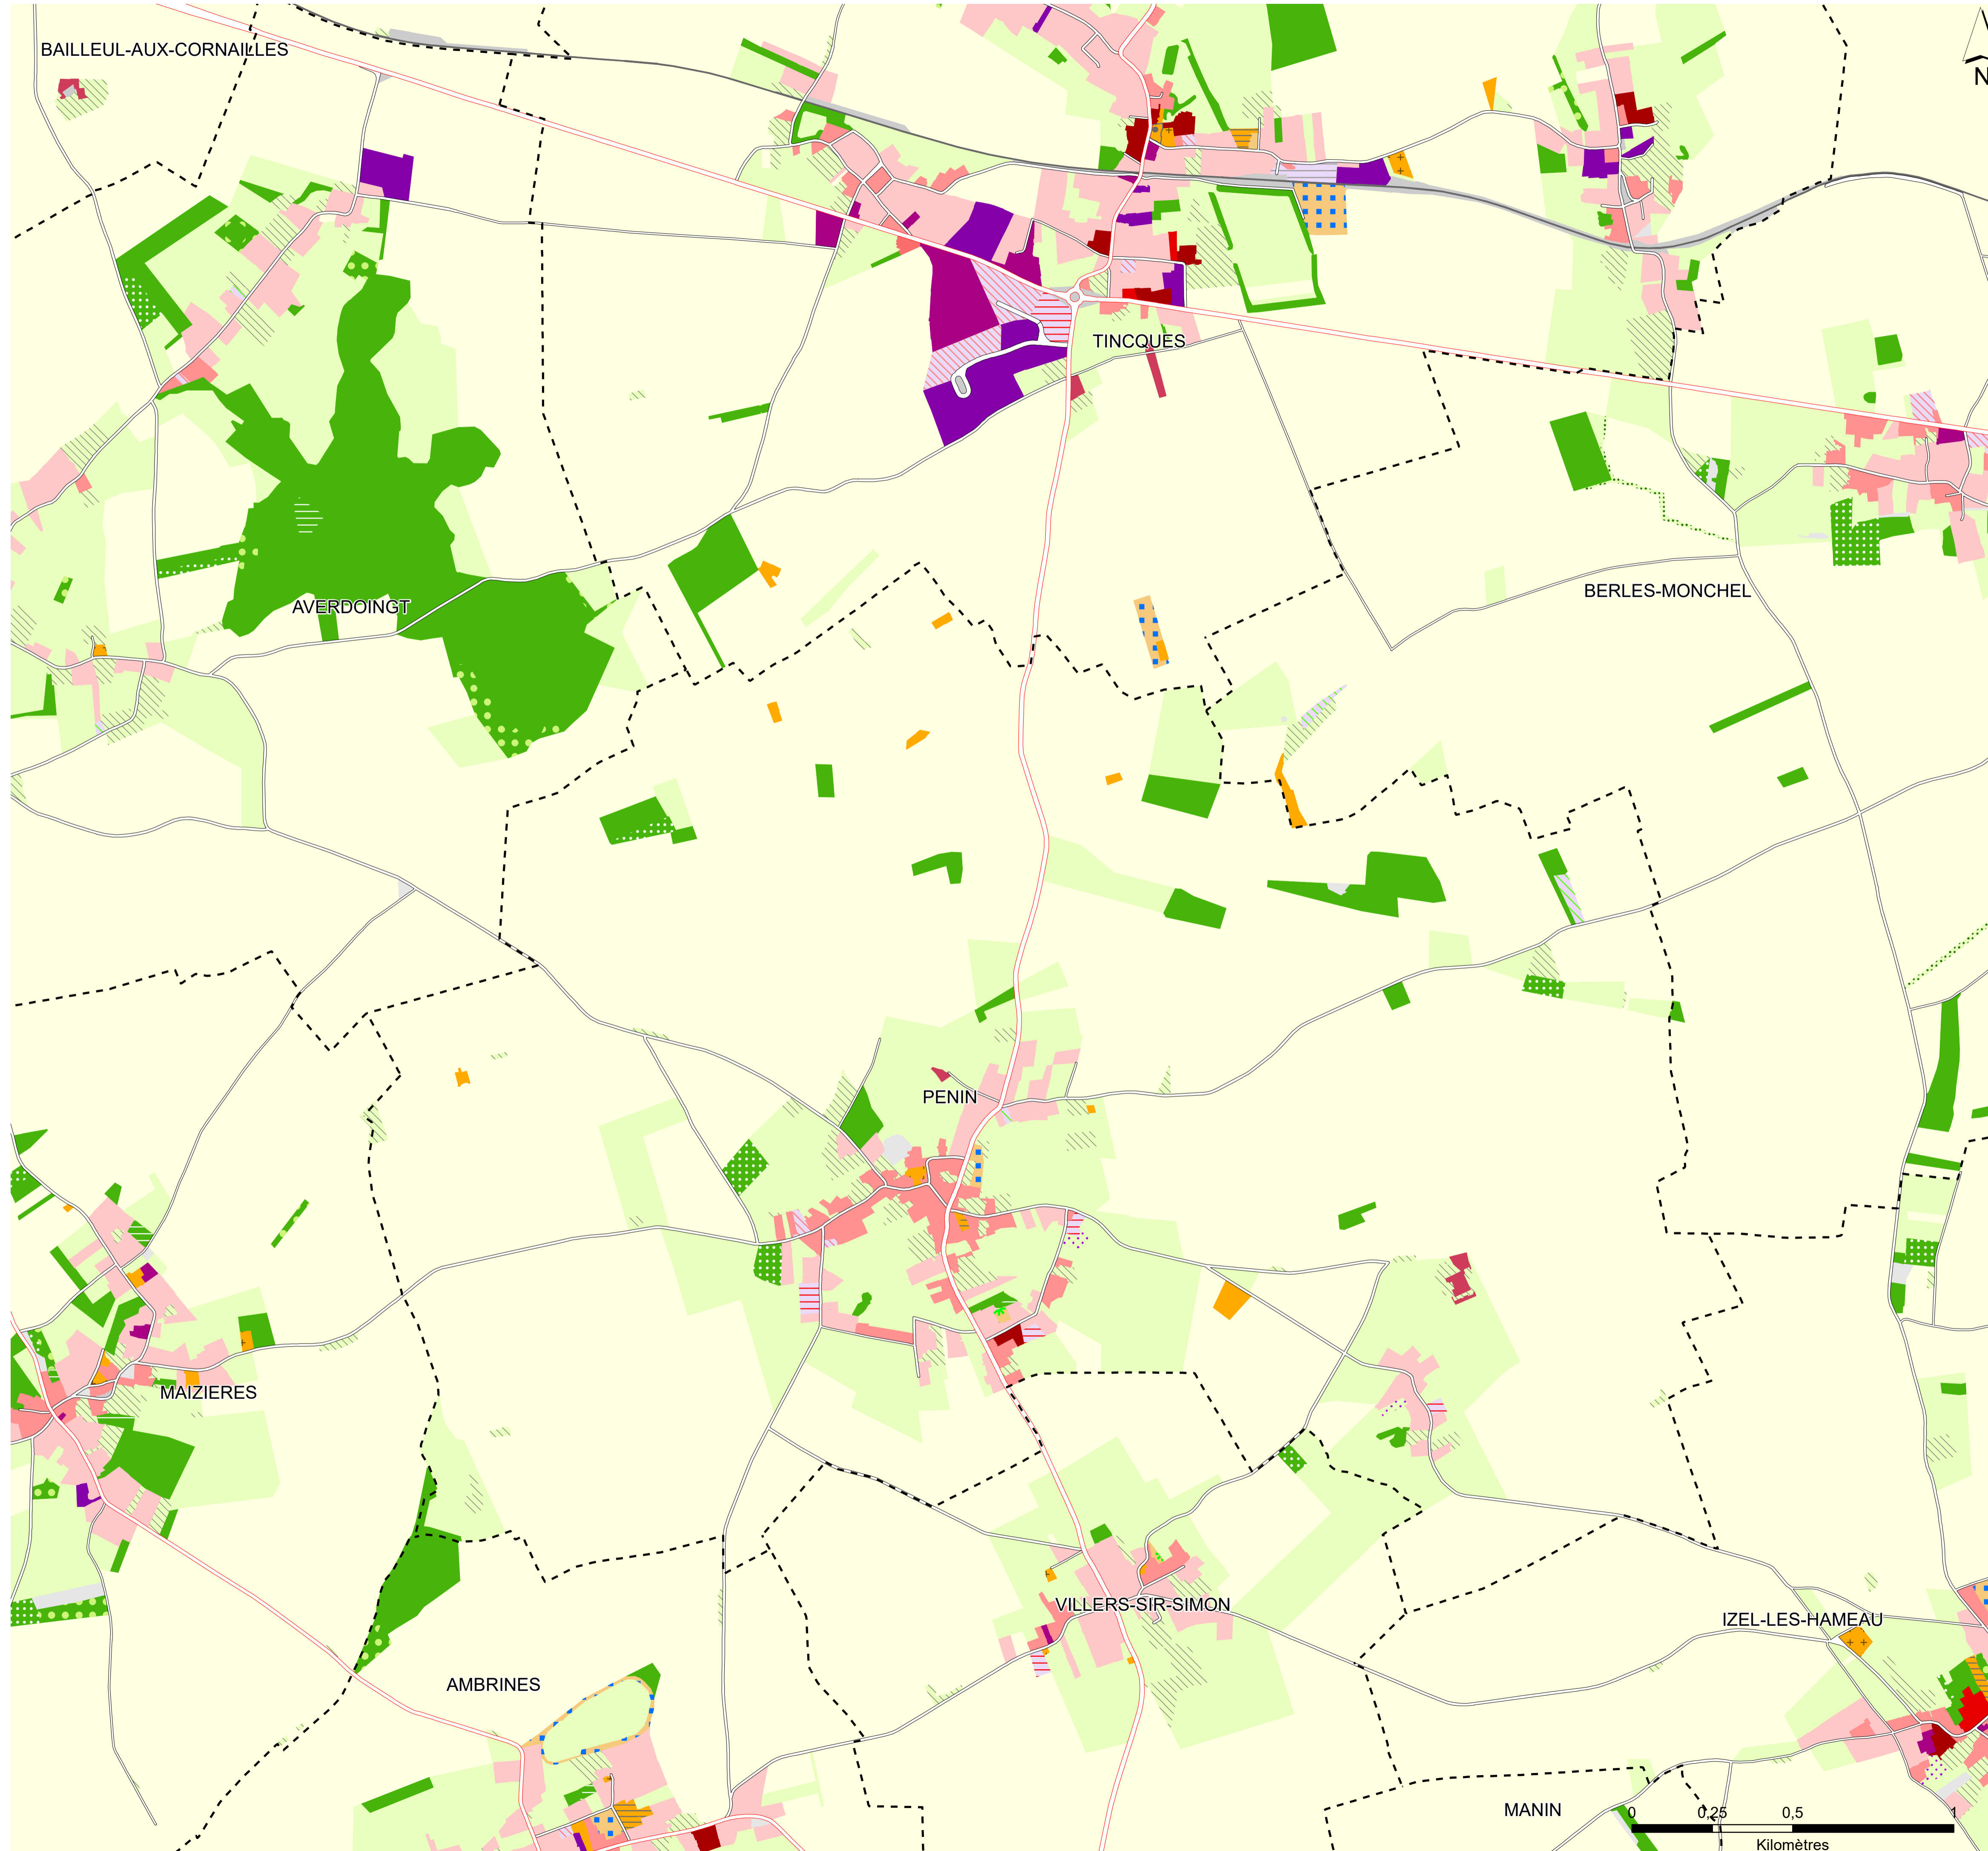 BAILLEUL-AUX-CORNAILLES
N
TINCQUES
BERLES-MONCHEL
AVERDOINGT
PENIN
MAIZIERES
VILLERS-SIR-SIMON
IZEL-LES-HAMEAU
AMBRINES
MANIN
0 0,25 0,5 1
Kilomètres